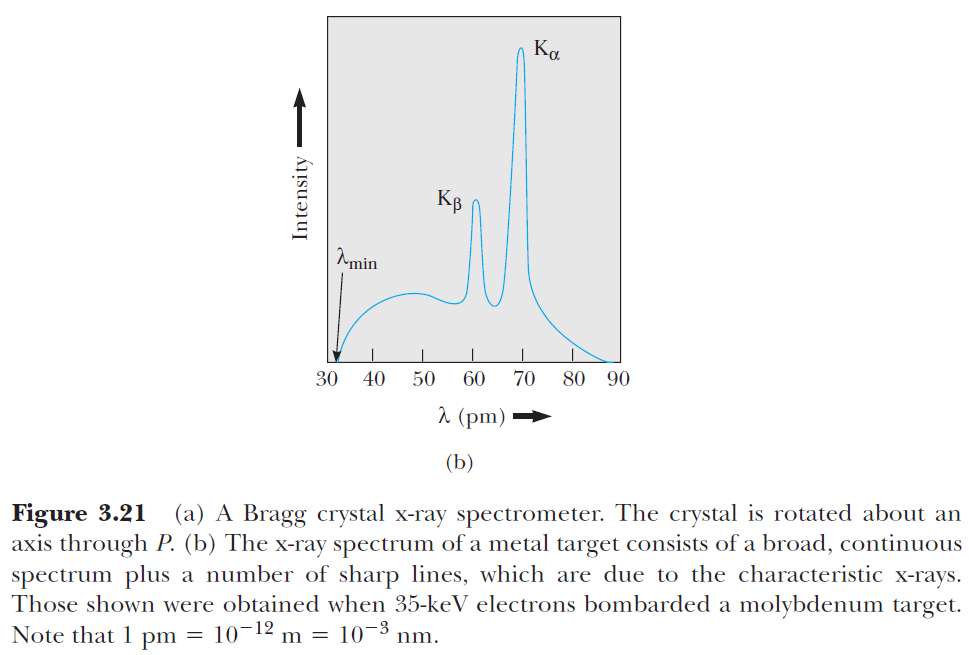 Kα
Kβ
λmin
Intensity
30 40 50 60 70 80 90
λ (pm)
(b)
Figure 3.21 (a) A Bragg crystal x-ray spectrometer. The crystal is rotated about an
axis through P. (b) The x-ray spectrum of a metal target consists of a broad, continuous
spectrum plus a number of sharp lines, which are due to the characteristic x-rays.
Those shown were obtained when 35-keV electrons bombarded a molybdenum target.
Note that 1 pm = 10⁻¹² m = 10⁻³ nm.